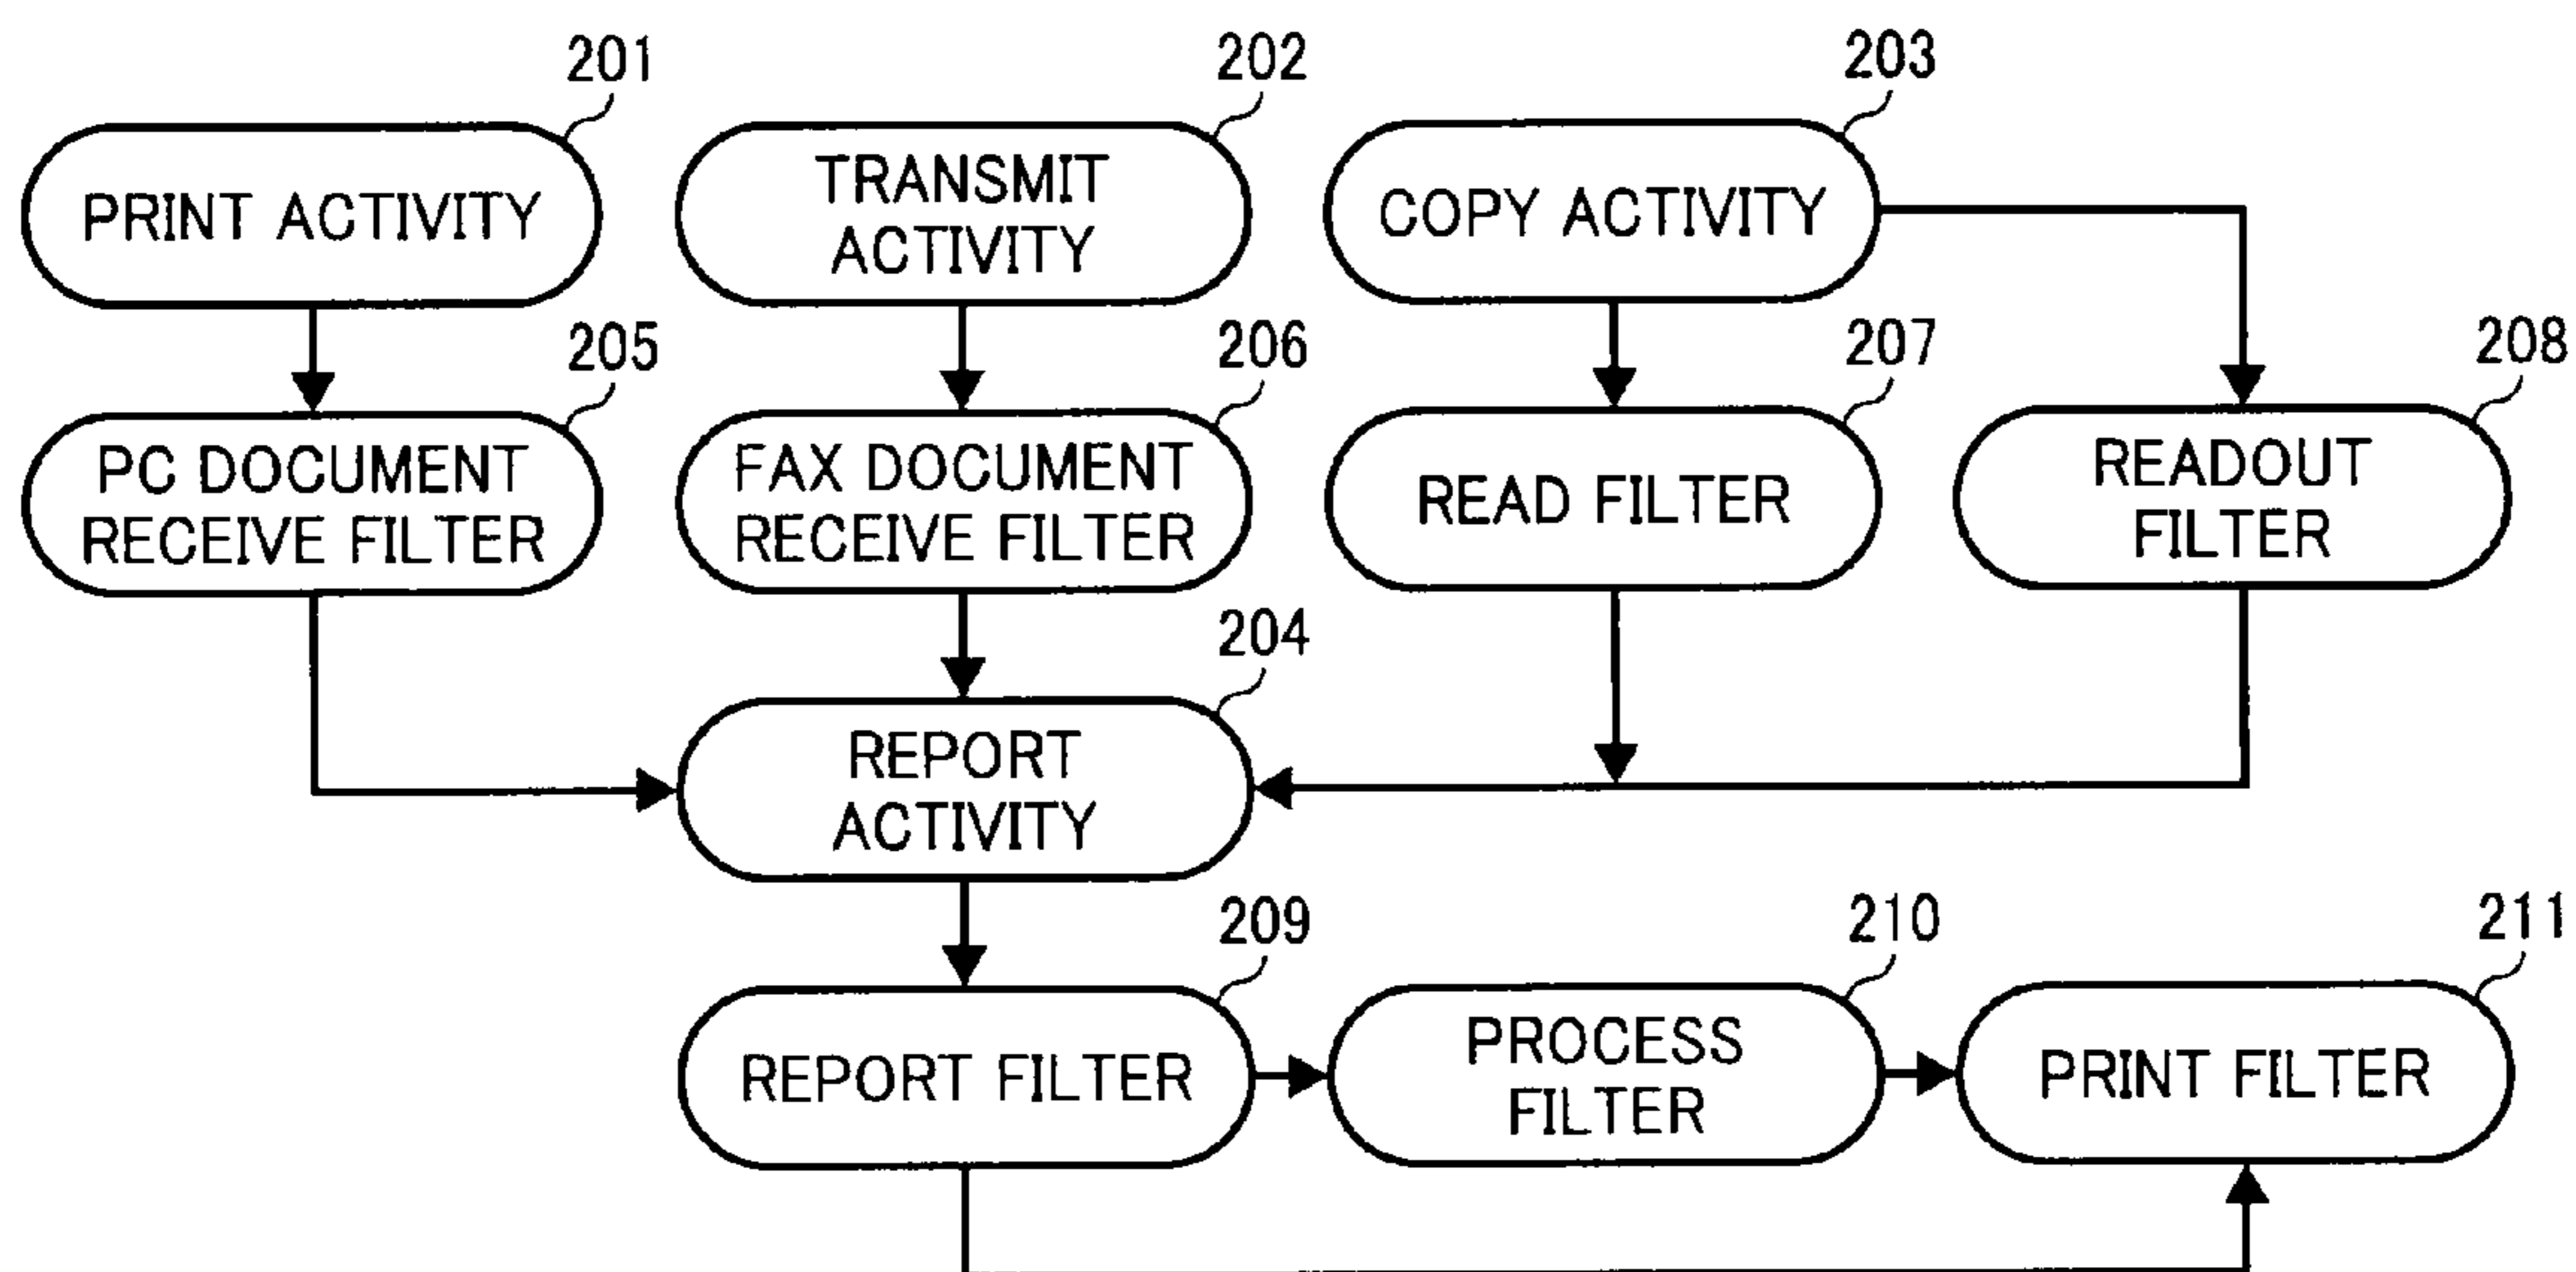 201
202
203
PRINT ACTIVITY
TRANSMIT
ACTIVITY
COPY ACTIVITY
205
206
207
208
PC DOCUMENT
RECEIVE FILTER
FAX DOCUMENT
RECEIVE FILTER
READ FILTER
READOUT
FILTER
204
REPORT
ACTIVITY
209
210
211
REPORT FILTER
PROCESS
FILTER
PRINT FILTER